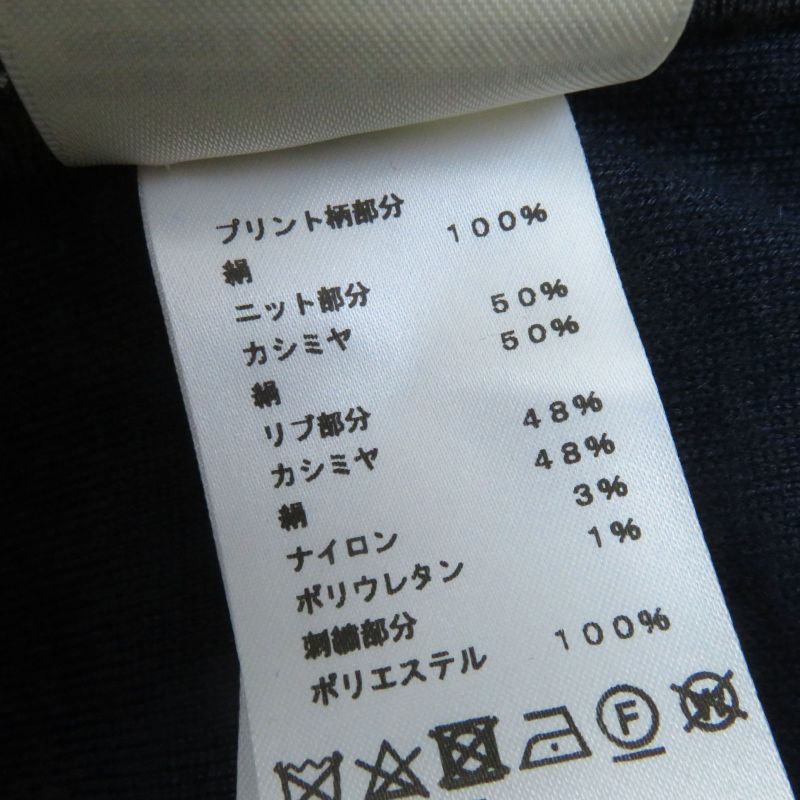 プリント柄部分
絹 100%
ニット部分
カシミヤ 50%
絹 50%
リブ部分
カシミヤ 48%
絹 48%
ナイロン 3%
ポリウレタン 1%
刺繍部分
ポリエステル 100%
F W